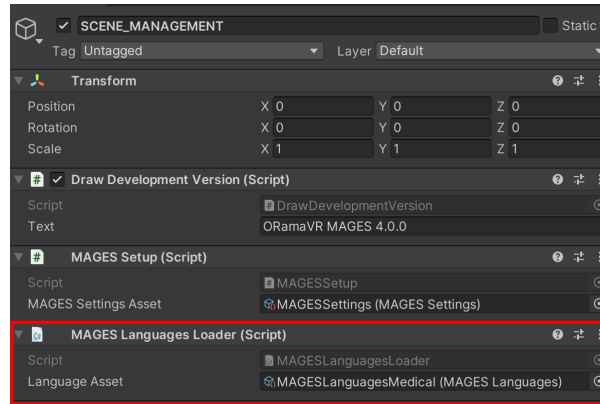 SCENE_MANAGEMENT Static
Tag Untagged Layer Default
Transform
Position X 0 Y 0 Z 0
Rotation X 0 Y 0 Z 0
Scale X 1 Y 1 Z 1
# Draw Development Version (Script)
Script # DrawDevelopmentVersion
Text ORamaVR MAGES 4.0.0
# MAGES Setup (Script)
Script # MAGESSetup
MAGES Settings Asset MAGESSettings (MAGES Settings)
MAGES Languages Loader (Script)
Script MAGESLanguagesLoader
Language Asset MAGESLanguagesMedical (MAGES Languages)